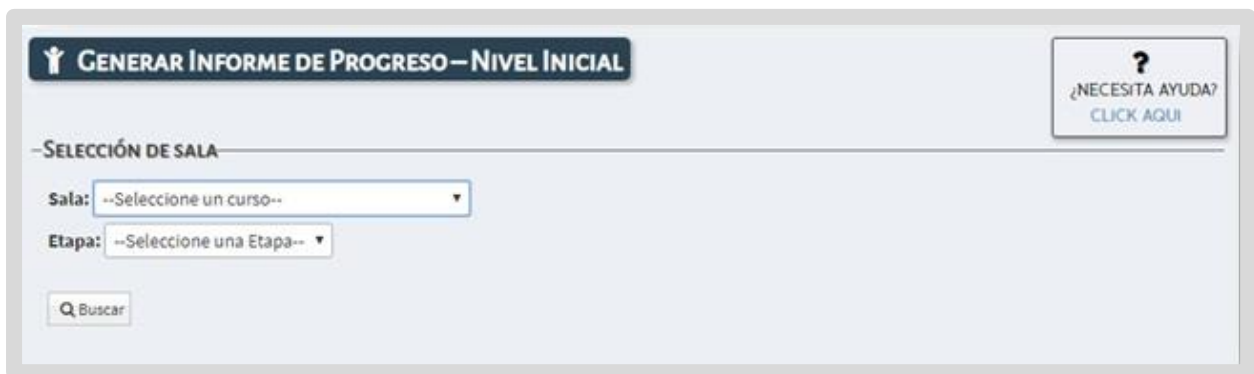 GENERAR INFORME DE PROGRESO – NIVEL INICIAL
?
¿NECESITA AYUDA?
CLICK AQUI
SELECCIÓN DE SALA
Sala: --Seleccione un curso--
Etapa: --Seleccione una Etapa--
Buscar